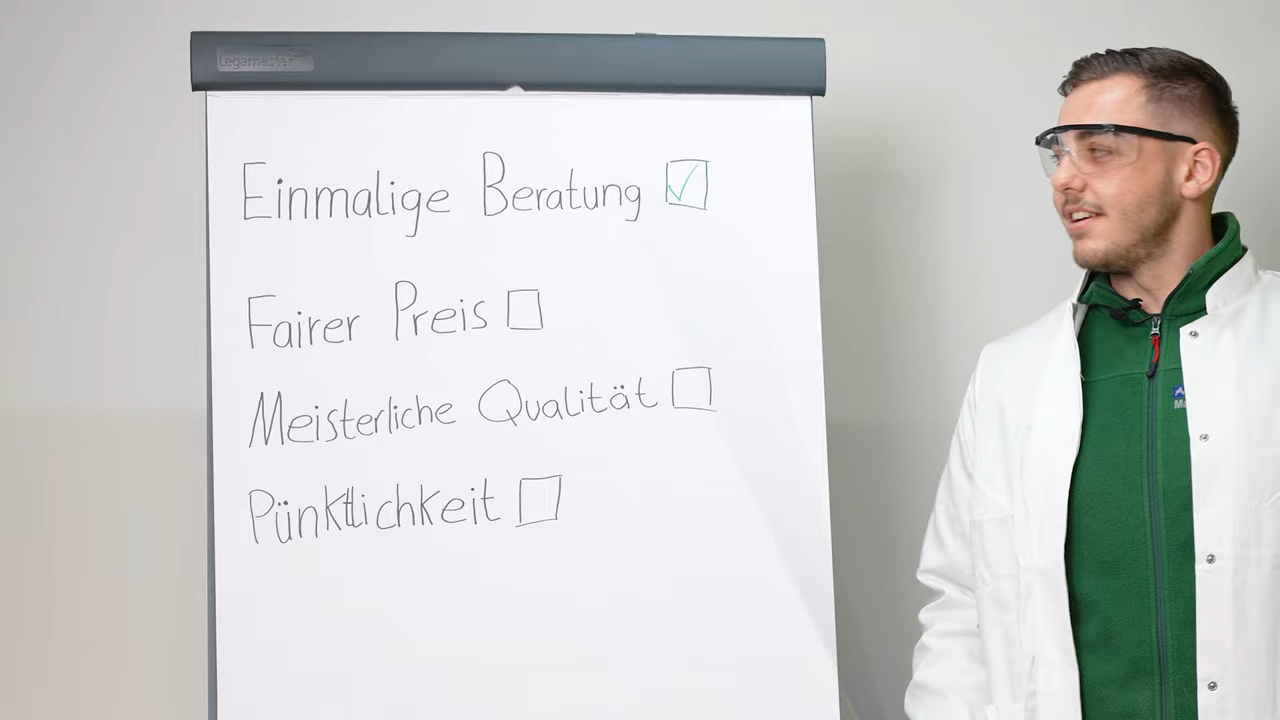 Legamaster
Einmalige Beratung
Fairer Preis
Meisterliche Qualität
Pünktlichkeit